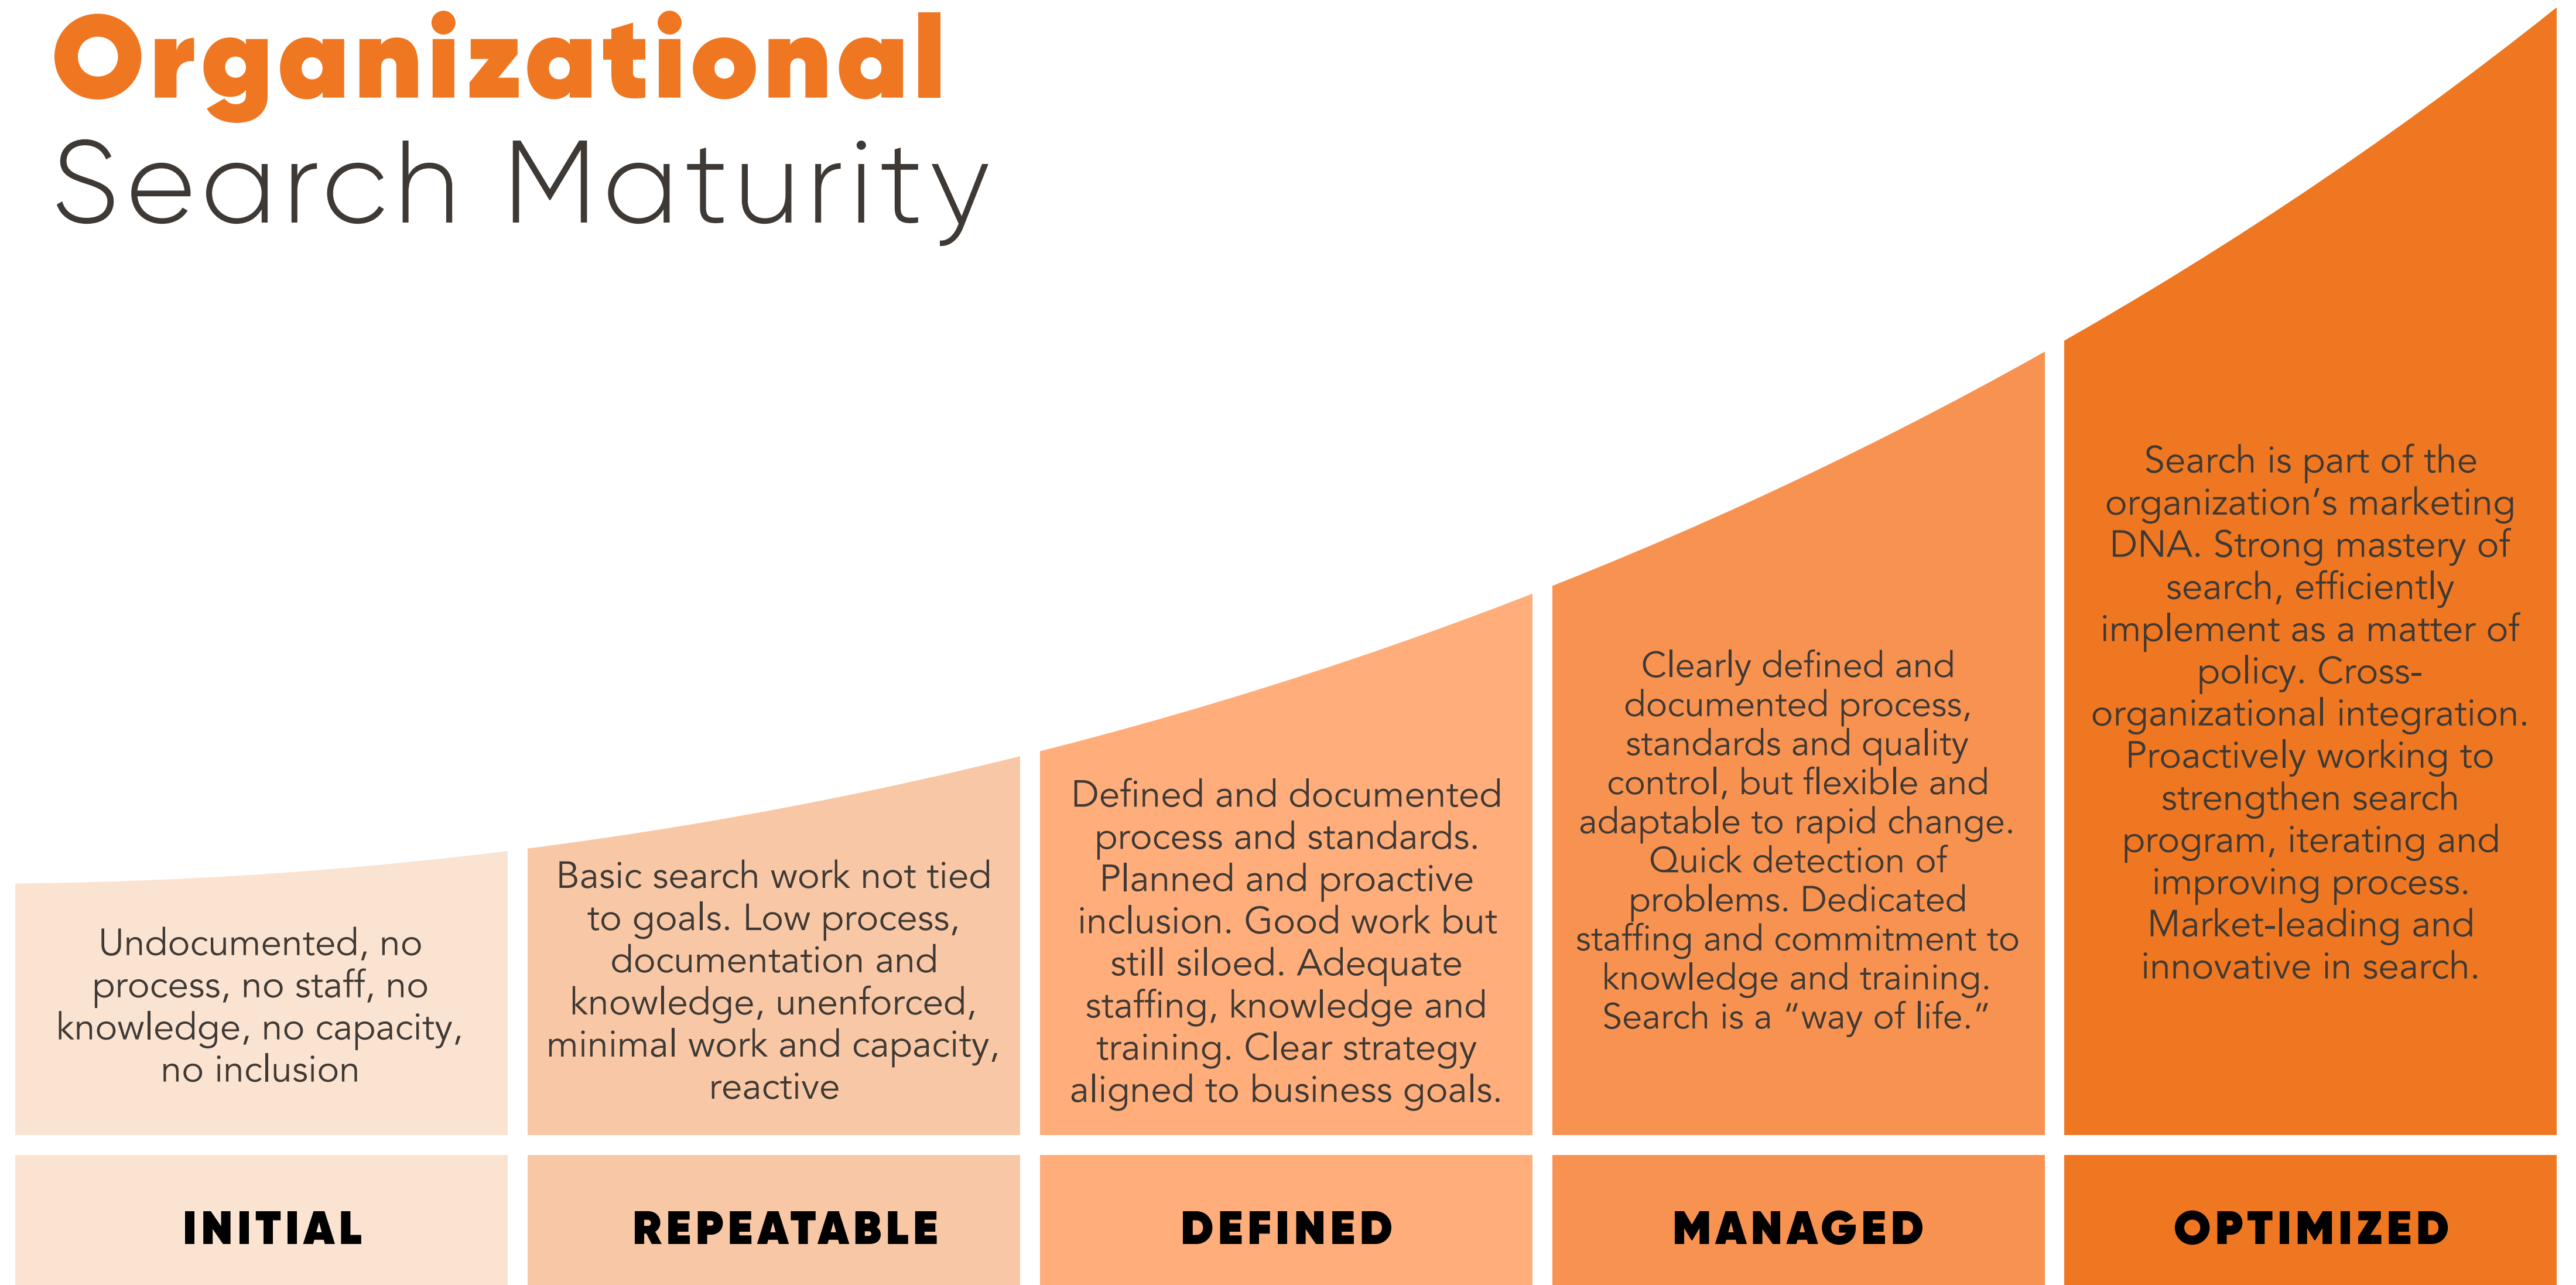 Organizational
Search Maturity
Undocumented, no
process, no staff, no
knowledge, no capacity,
no inclusion
Basic search work not tied
to goals. Low process,
documentation and
knowledge, unenforced,
minimal work and capacity,
reactive
Defined and documented
process and standards.
Planned and proactive
inclusion. Good work but
still siloed. Adequate
staffing, knowledge and
training. Clear strategy
aligned to business goals.
Clearly defined and
documented process,
standards and quality
control, but flexible and
adaptable to rapid change.
Quick detection of
problems. Dedicated
staffing and commitment to
knowledge and training.
Search is a “way of life.”
Search is part of the
organization’s marketing
DNA. Strong mastery of
search, efficiently
implement as a matter of
policy. Cross-
organizational integration.
Proactively working to
strengthen search
program, iterating and
improving process.
Market-leading and
innovative in search.
INITIAL
REPEATABLE
DEFINED
MANAGED
OPTIMIZED